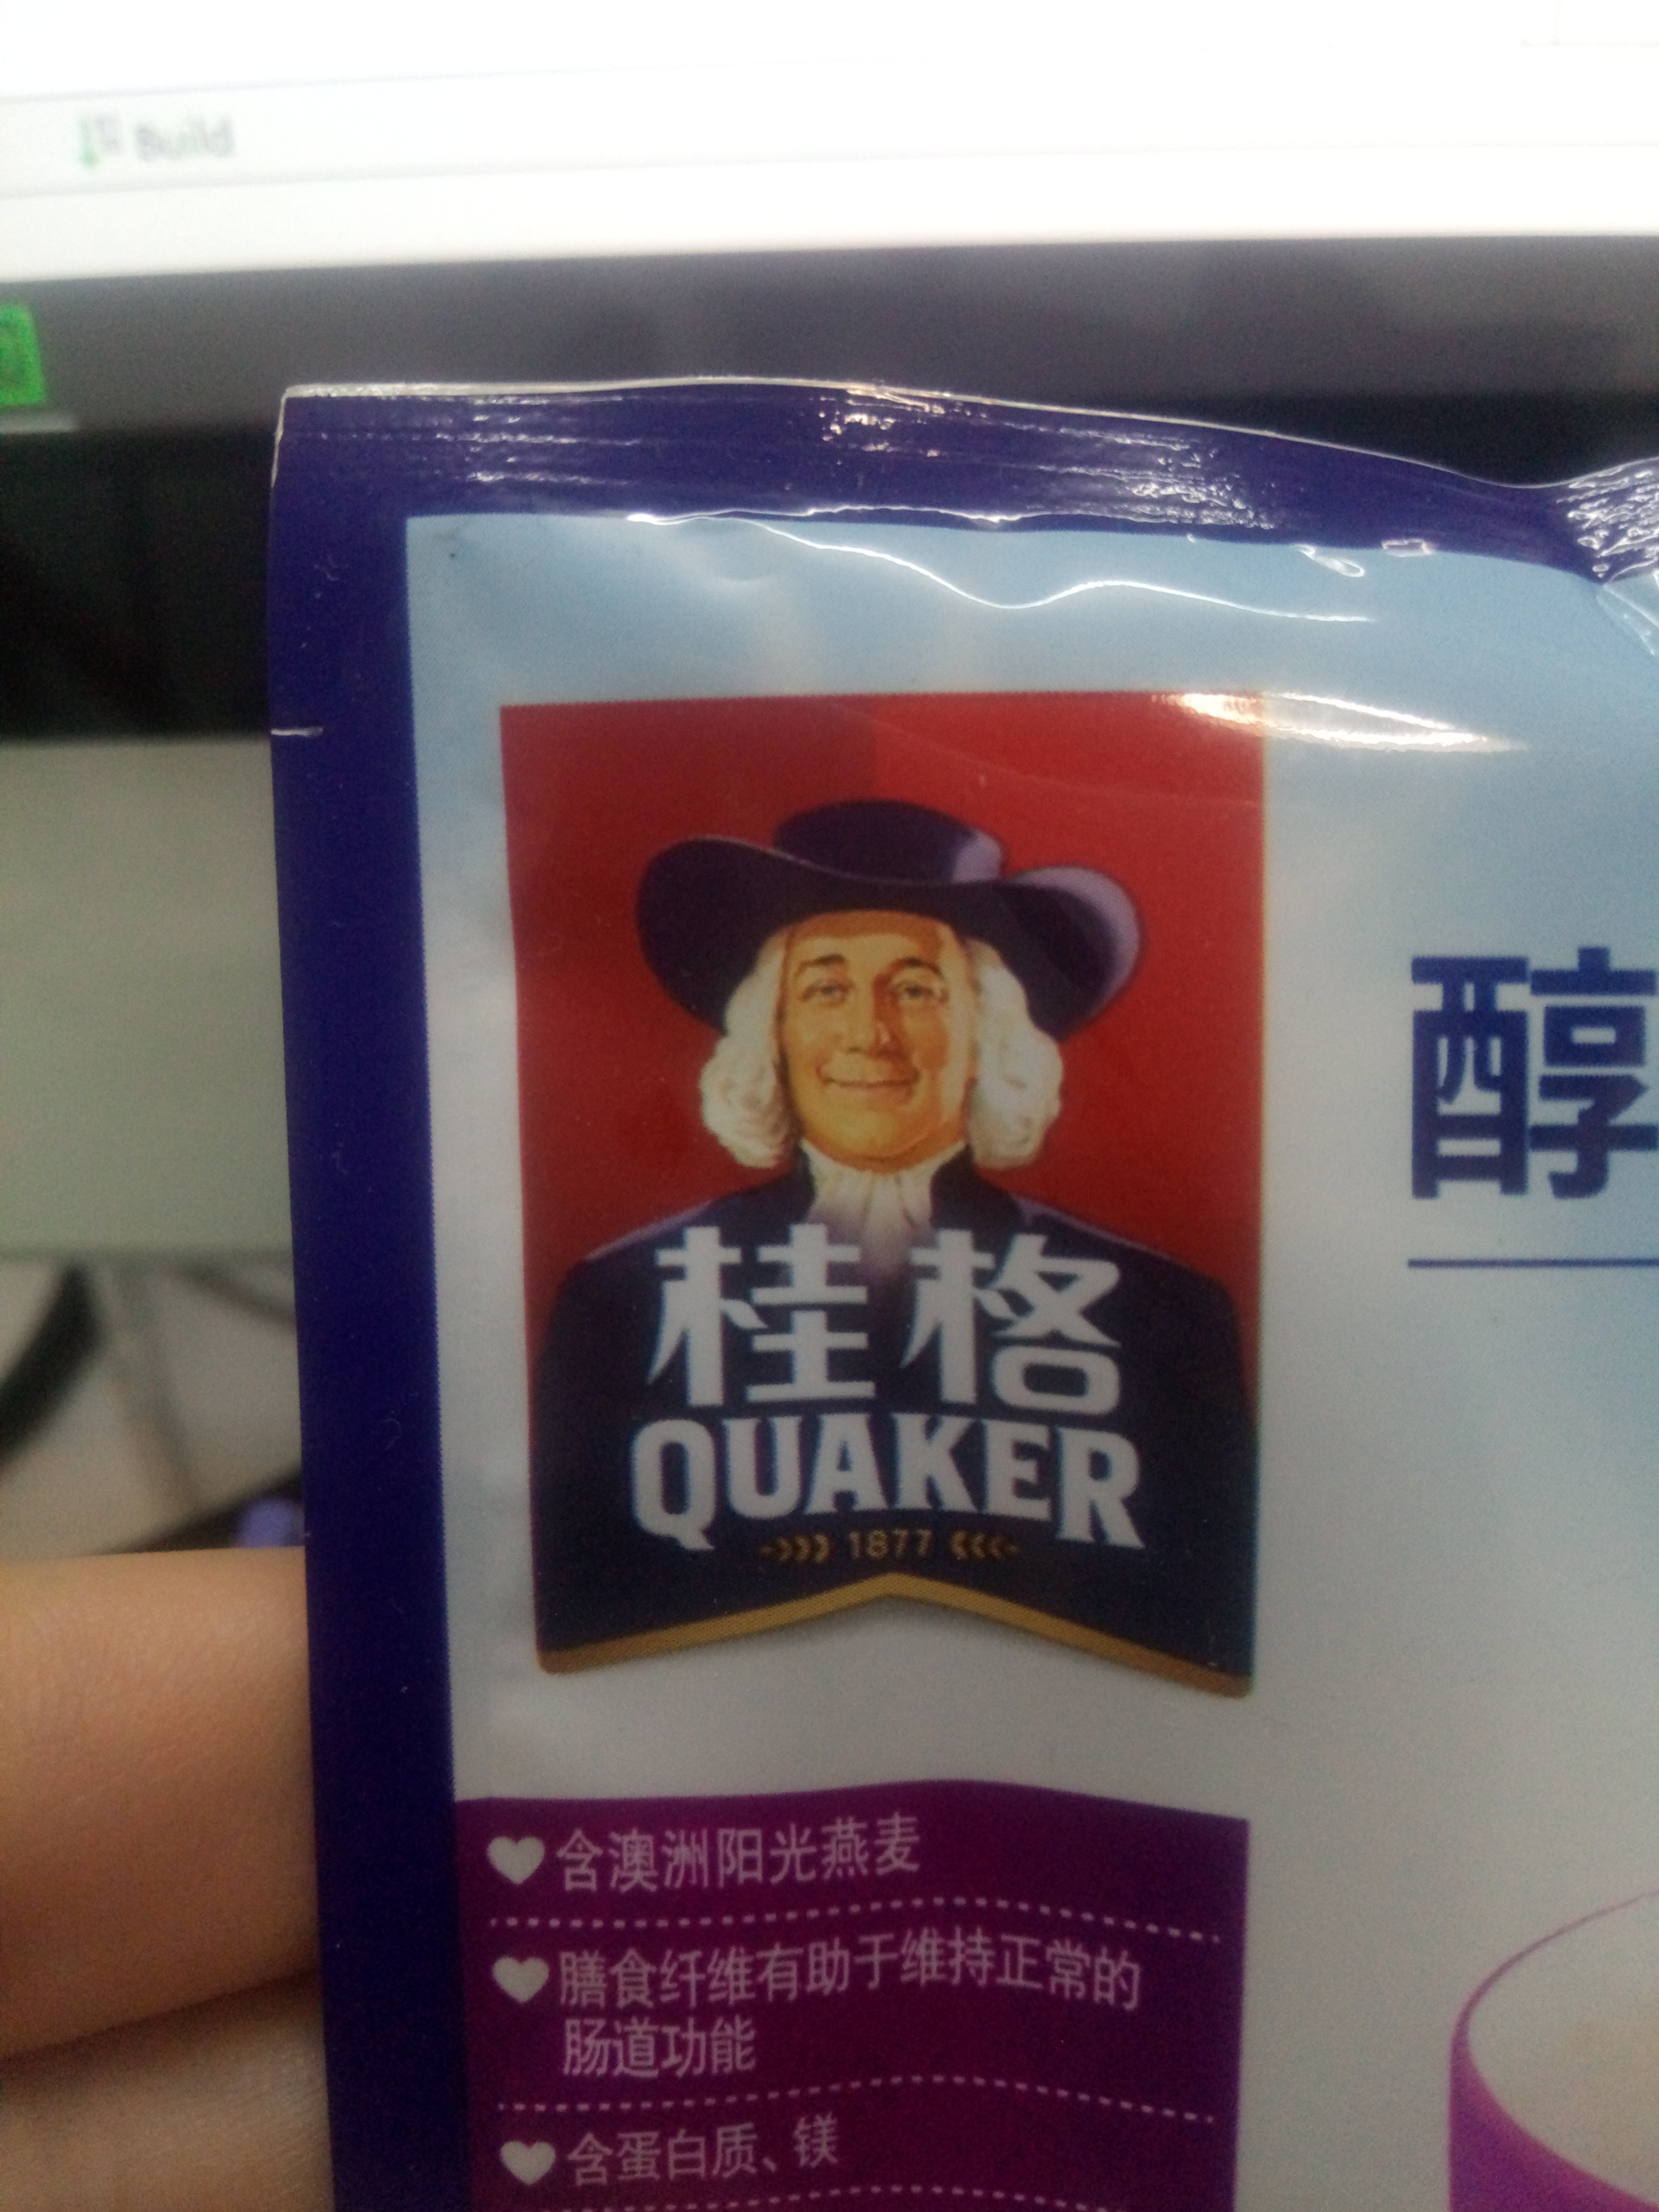 Build
醇
桂格
QUAKER
1877
含澳洲阳光燕麦
膳食纤维有助于维持正常的
肠道功能
含蛋白质、镁